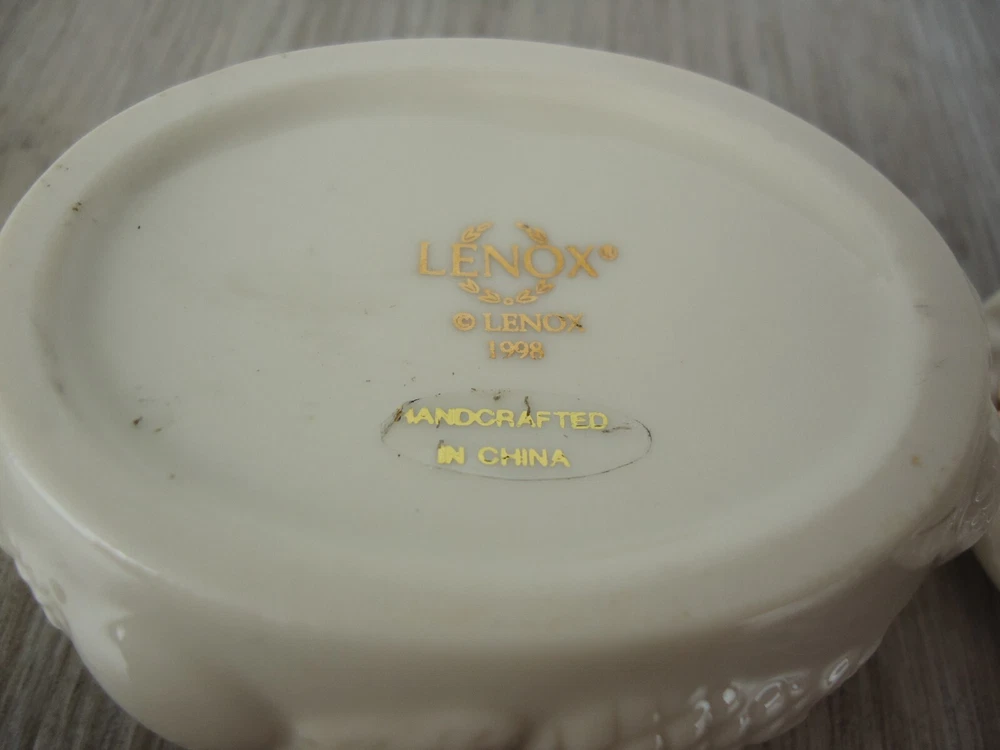 LENOX®
© LENOX
1998
HANDCRAFTED
IN CHINA